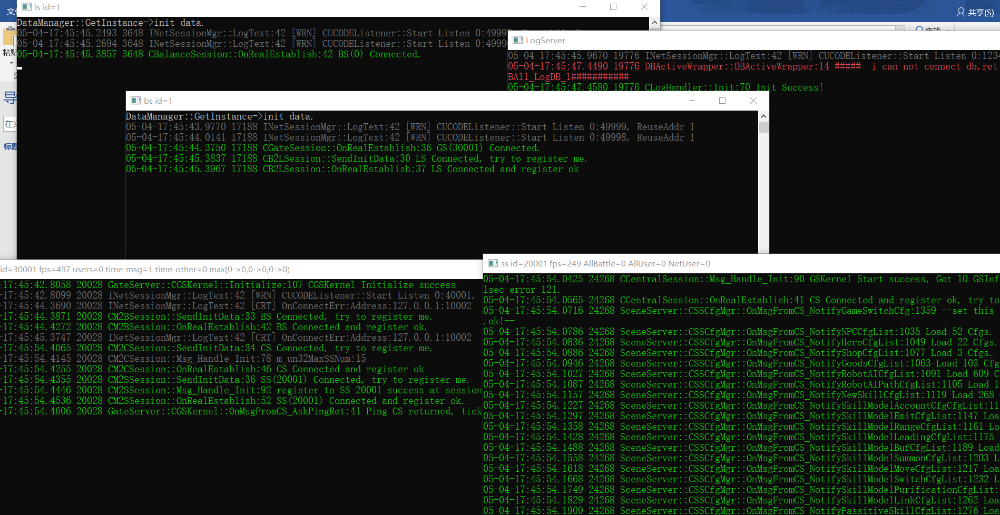 共享(S)
粘贴
标题
ls id=1
DataManager::GetInstance->init data.
05-04-17:45:45.2493 3648 INetSessionMgr::LogText:42 [WRN] CUCODEListener::Start Listen 0:4999
05-04-17:45:45.2694 3648 INetSessionMgr::LogText:42 [WRN] CUCODEListener::Start Listen 0:4999
05-04-17:45:45.3857 3648 CBalanceSession::OnRealEstablish:42 BS(0) Connected.
LogServer
05-04-17:45:45.9670 19776 INetSessionMgr::LogText:42 [WRN] CUCODEListener::Start Listen 0:1234
05-04-17:45:47.4490 19776 DBActiveWrapper::DBActiveWrapper:14 ##### i can not connect db,ret
BAll_LogDB_1###########
05-04-17:45:47.4580 19776 CLogHandler::Init:70 Init Success!
bs id=1
DataManager::GetInstance->init data.
05-04-17:45:43.9770 17188 INetSessionMgr::LogText:42 [WRN] CUCODEListener::Start Listen 0:49999, ReuseAddr 1
05-04-17:45:44.0141 17188 INetSessionMgr::LogText:42 [WRN] CUCODEListener::Start Listen 0:49998, ReuseAddr 1
05-04-17:45:44.3750 17188 CGateSession::OnRealEstablish:36 GS(30001) Connected.
05-04-17:45:45.3837 17188 CB2LSession::SendInitData:30 LS Connected, try to register me.
05-04-17:45:45.3967 17188 CB2LSession::OnRealEstablish:37 LS Connected and register ok
id=30001 fps=497 users=0 time-msg=1 time-other=0 max(0->0,0->0,0->0)
-17:45:42.8058 20028 GateServer::CGSKernel::Initialize:107 CGSKernel Initialize success
-17:45:42.8099 20028 INetSessionMgr::LogText:42 [WRN] CUCODEListener::Start Listen 0:40001,
-17:45:44.3690 20028 INetSessionMgr::LogText:42 [CRT] OnConnectErr:Address:127.0.0.1:10002
-17:45:44.3871 20028 CM2BSession::SendInitData:33 BS Connected, try to register me.
-17:45:44.4272 20028 CM2BSession::OnRealEstablish:42 BS Connected and register ok.
-17:45:45.3747 20028 INetSessionMgr::LogText:42 [CRT] OnConnectErr:Address:127.0.0.1:10002
-17:45:54.4065 20028 CM2CSession::SendInitData:34 CS Connected, try to register me.
-17:45:54.4145 20028 CM2CSession::Msg_Handle_Init:78 m_un32MaxSSNum:15
-17:45:54.4255 20028 CM2CSession::OnRealEstablish:46 CS Connected and register ok
-17:45:54.4355 20028 CM2SSession::SendInitData:36 SS(20001) Connected, try to register me.
-17:45:54.4446 20028 CM2SSession::Msg_Handle_Init:92 register to SS 20001 success at session
-17:45:54.4536 20028 CM2SSession::OnRealEstablish:52 SS(20001) Connected and register ok.
-17:45:54.4606 20028 GateServer::CGSKernel::OnMsgFromCS_AskPingRet:41 Ping CS returned, tick
ss id=20001 fps=249 AllBattle=0 AllUser=0 NetUser=0
05-04-17:45:54.0425 24268 CCentralSession::Msg_Handle_Init:90 GSKernel Start success, Got 10 GSInf
lsec error 121.
05-04-17:45:54.0565 24268 CCentralSession::OnRealEstablish:41 CS Connected and register ok, try to
05-04-17:45:54.0716 24268 SceneServer::CSSCfgMgr::OnMsgFromCS_NotifyGameSwitchCfg:1359 --set this
.ok!--
05-04-17:45:54.0786 24268 SceneServer::CSSCfgMgr::OnMsgFromCS_NotifyNPCCfgList:1035 Load 52 Cfgs.
05-04-17:45:54.0836 24268 SceneServer::CSSCfgMgr::OnMsgFromCS_NotifyHeroCfgList:1049 Load 22 Cfgs.
05-04-17:45:54.0886 24268 SceneServer::CSSCfgMgr::OnMsgFromCS_NotifyShopCfgList:1077 Load 3 Cfgs.
05-04-17:45:54.0946 24268 SceneServer::CSSCfgMgr::OnMsgFromCS_NotifyGoodsCfgList:1063 Load 103 Cfg
05-04-17:45:54.1027 24268 SceneServer::CSSCfgMgr::OnMsgFromCS_NotifyRobotAICfgList:1091 Load 609 C
05-04-17:45:54.1087 24268 SceneServer::CSSCfgMgr::OnMsgFromCS_NotifyRobotAIPathCfgList:1105 Load 1
05-04-17:45:54.1157 24268 SceneServer::CSSCfgMgr::OnMsgFromCS_NotifyNewSkillCfgList:1119 Load 268
05-04-17:45:54.1227 24268 SceneServer::CSSCfgMgr::OnMsgFromCS_NotifySkillModelAccountCfgCfgList:11
05-04-17:45:54.1297 24268 SceneServer::CSSCfgMgr::OnMsgFromCS_NotifySkillModelEmitCfgList:1147 Loa
05-04-17:45:54.1358 24268 SceneServer::CSSCfgMgr::OnMsgFromCS_NotifySkillModelRangeCfgList:1161 Lo
05-04-17:45:54.1428 24268 SceneServer::CSSCfgMgr::OnMsgFromCS_NotifySkillModelLeadingCfgList:1175
05-04-17:45:54.1488 24268 SceneServer::CSSCfgMgr::OnMsgFromCS_NotifySkillModelBufCfgList:1189 Load
05-04-17:45:54.1558 24268 SceneServer::CSSCfgMgr::OnMsgFromCS_NotifySkillModelSummonCfgList:1203 L
05-04-17:45:54.1618 24268 SceneServer::CSSCfgMgr::OnMsgFromCS_NotifySkillModelMoveCfgList:1217 Loa
05-04-17:45:54.1668 24268 SceneServer::CSSCfgMgr::OnMsgFromCS_NotifySkillModelSwitchCfgList:1232 L
05-04-17:45:54.1749 24268 SceneServer::CSSCfgMgr::OnMsgFromCS_NotifySkillModelPurificationCfgList:
05-04-17:45:54.1829 24268 SceneServer::CSSCfgMgr::OnMsgFromCS_NotifySkillModelLinkCfgList:1262 Loa
05-04-17:45:54.1909 24268 SceneServer::CSSCfgMgr::OnMsgFromCS_NotifyPassitiveSkillCfgList:1276 Loa